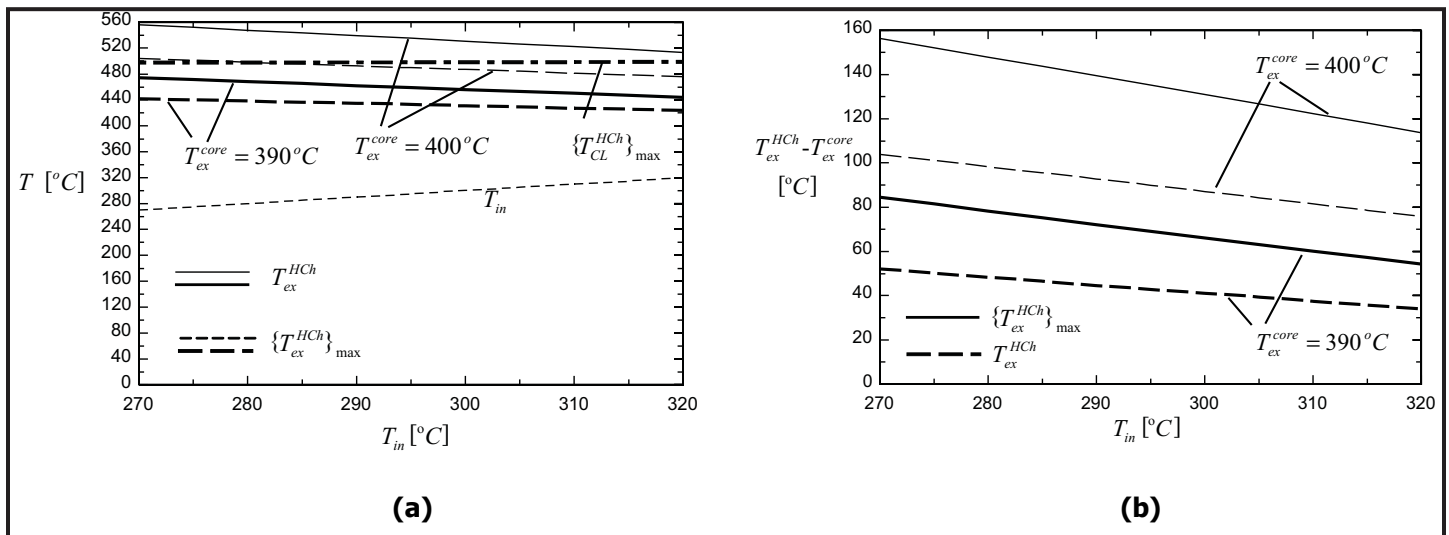 560
520
480
440
400
360
320
280
240
200
160
120
80
40
0
T [°C]
T_ex^core = 390°C
T_ex^core = 400°C
{T_CL^HCh}_max
T_in
T_ex^HCh
{T_ex^HCh}_max
270 280 290 300 310 320
T_in [°C]
(a)
160
140
120
100
80
60
40
20
0
T_ex^HCh - T_ex^core
[°C]
T_ex^core = 400°C
{T_ex^HCh}_max
T_ex^HCh
T_ex^core = 390°C
270 280 290 300 310 320
T_in [°C]
(b)